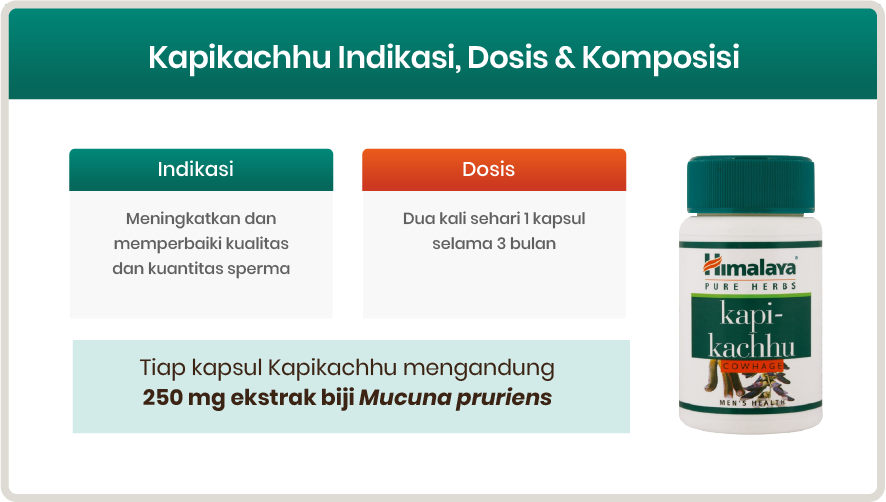 Kapikachhu Indikasi, Dosis & Komposisi
Indikasi
Meningkatkan dan
memperbaiki kualitas
dan kuantitas sperma
Dosis
Dua kali sehari 1 kapsul
selama 3 bulan
Tiap kapsul Kapikachhu mengandung
250 mg ekstrak biji Mucuna pruriens
Himalaya
PURE HERBS
kapi-
kachhu
COWHAGE
MEN'S HEALTH